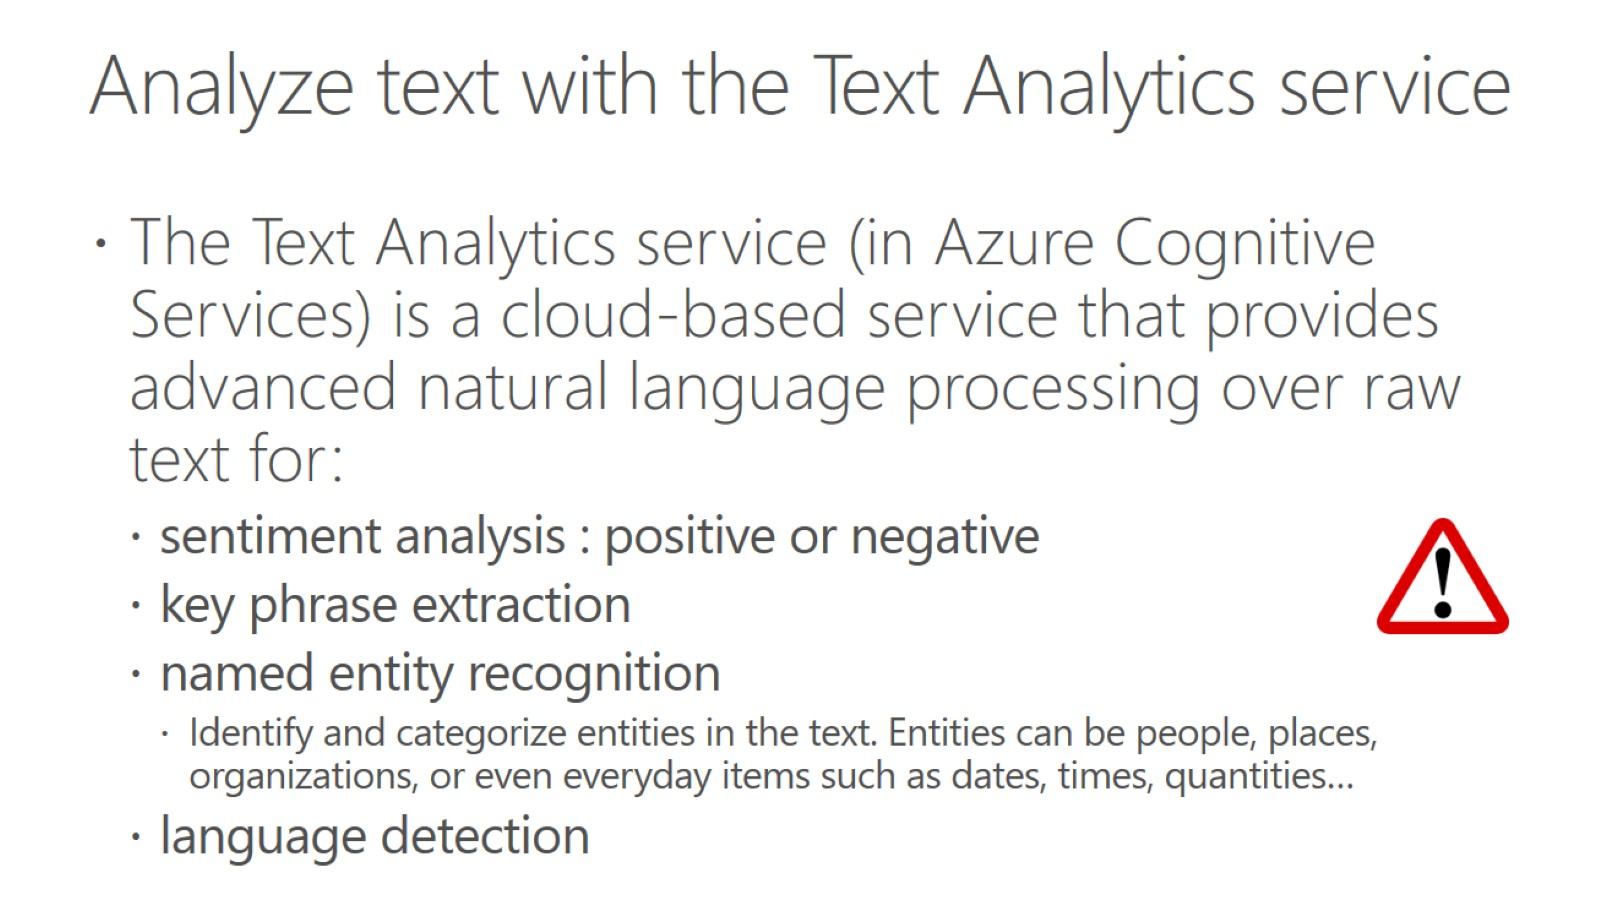 Analyze text with the Text Analytics service
· The Text Analytics service (in Azure Cognitive
Services) is a cloud-based service that provides
advanced natural language processing over raw
text for:
· sentiment analysis : positive or negative
· key phrase extraction
· named entity recognition
· Identify and categorize entities in the text. Entities can be people, places,
organizations, or even everyday items such as dates, times, quantities...
· language detection